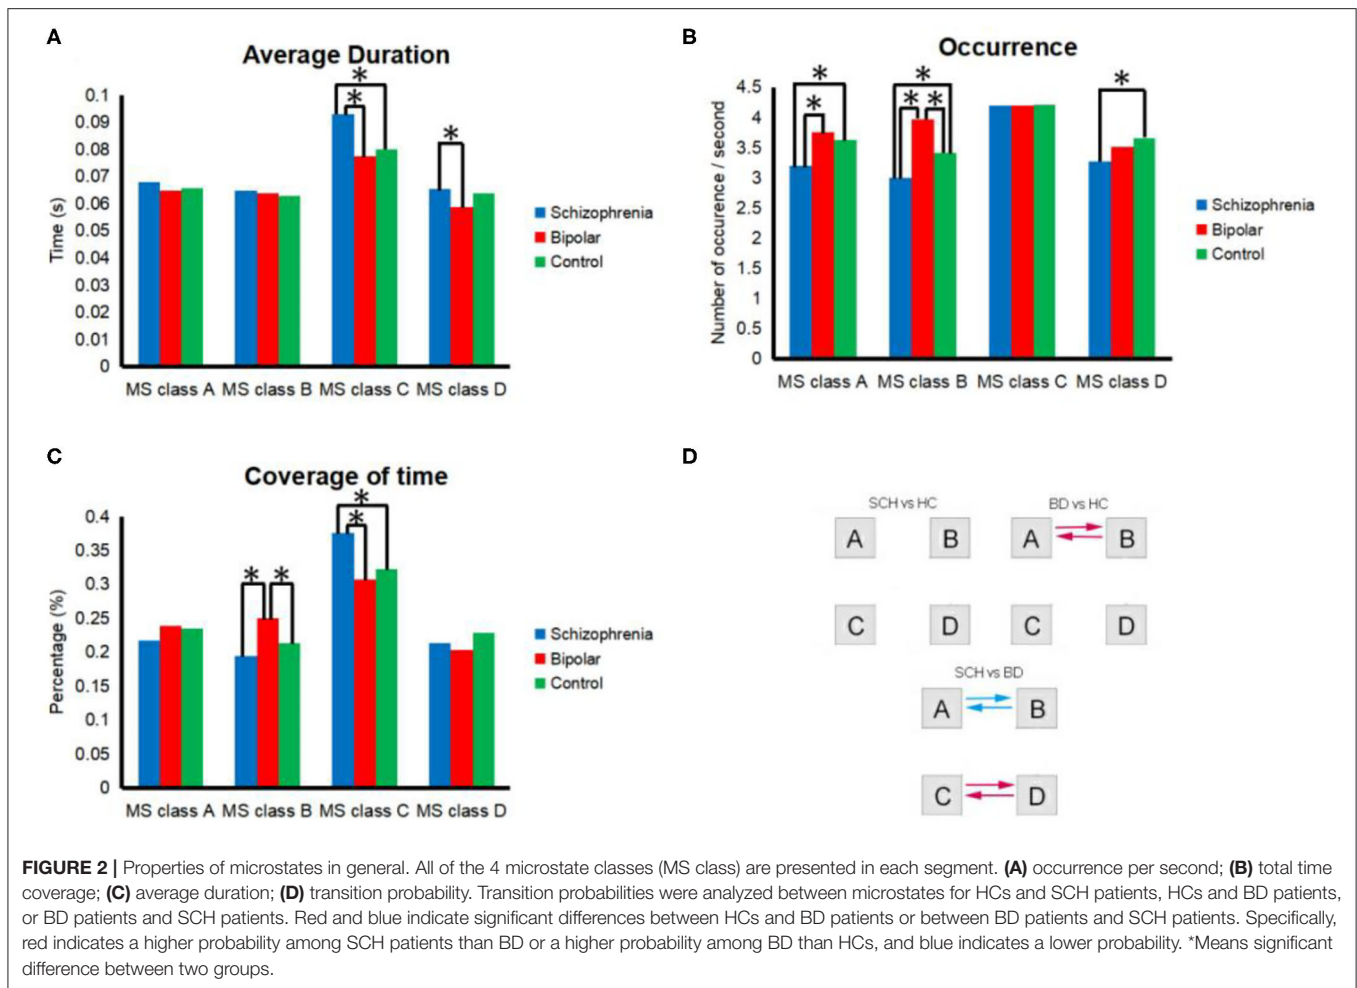 A
Average Duration
0.1
0.09
0.08
0.07
0.06
0.05
0.04
0.03
0.02
0.01
0
Time (s)
* * *
MS class A MS class B MS class C MS class D
Schizophrenia
Bipolar
Control
B
Occurrence
4.5
4
3.5
3
2.5
2
1.5
1
0.5
0
Number of occurence / second
* * * * * *
MS class A MS class B MS class C MS class D
Schizophrenia
Bipolar
Control
C
Coverage of time
0.4
0.35
0.3
0.25
0.2
0.15
0.1
0.05
0
Percentage (%)
* * * *
MS class A MS class B MS class C MS class D
Schizophrenia
Bipolar
Control
D
SCH vs HC
A B
C D
BD vs HC
A B
C D
SCH vs BD
A B
C D
FIGURE 2 | Properties of microstates in general. All of the 4 microstate classes (MS class) are presented in each segment. (A) occurrence per second; (B) total time
coverage; (C) average duration; (D) transition probability. Transition probabilities were analyzed between microstates for HCs and SCH patients, HCs and BD patients,
or BD patients and SCH patients. Red and blue indicate significant differences between HCs and BD patients or between BD patients and SCH patients. Specifically,
red indicates a higher probability among SCH patients than BD or a higher probability among BD than HCs, and blue indicates a lower probability. *Means significant
difference between two groups.